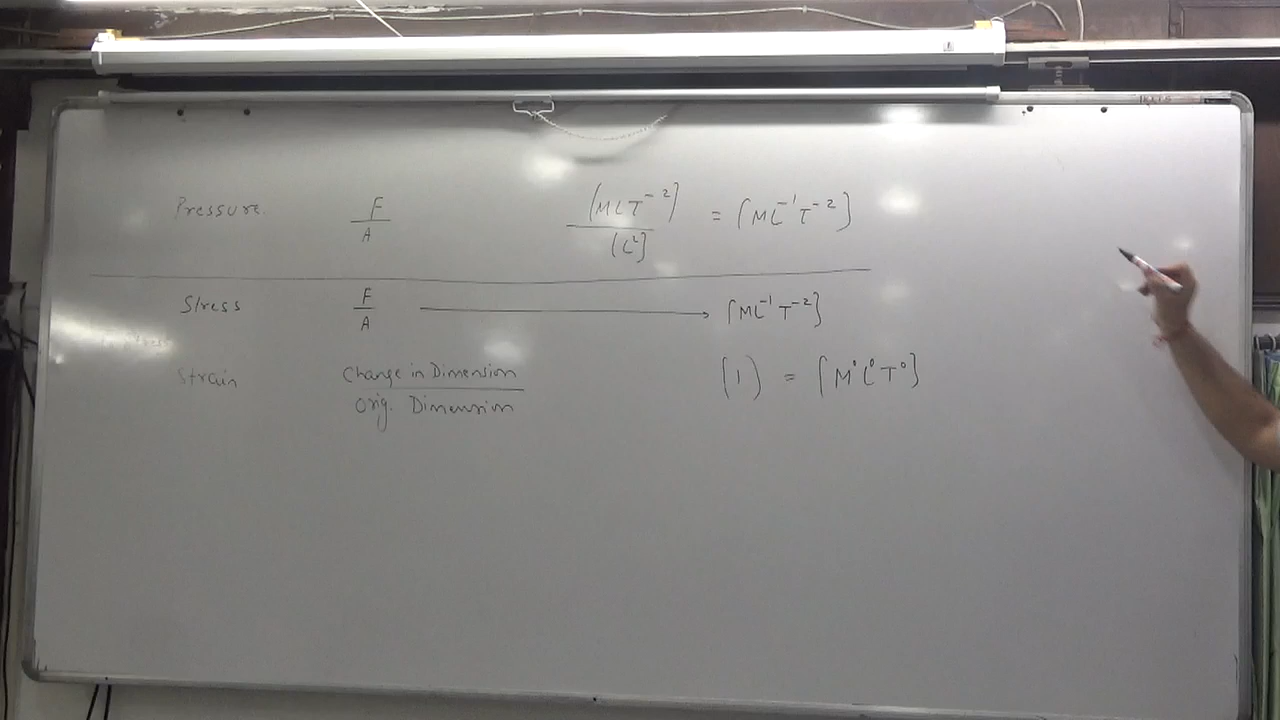 Pressure. F/A [MLT⁻²]/[L²] = [ML⁻¹T⁻²]
Stress F/A → [ML⁻¹T⁻²]
Strain Change in Dimension/Orig. Dimension [1] = [M⁰L⁰T⁰]